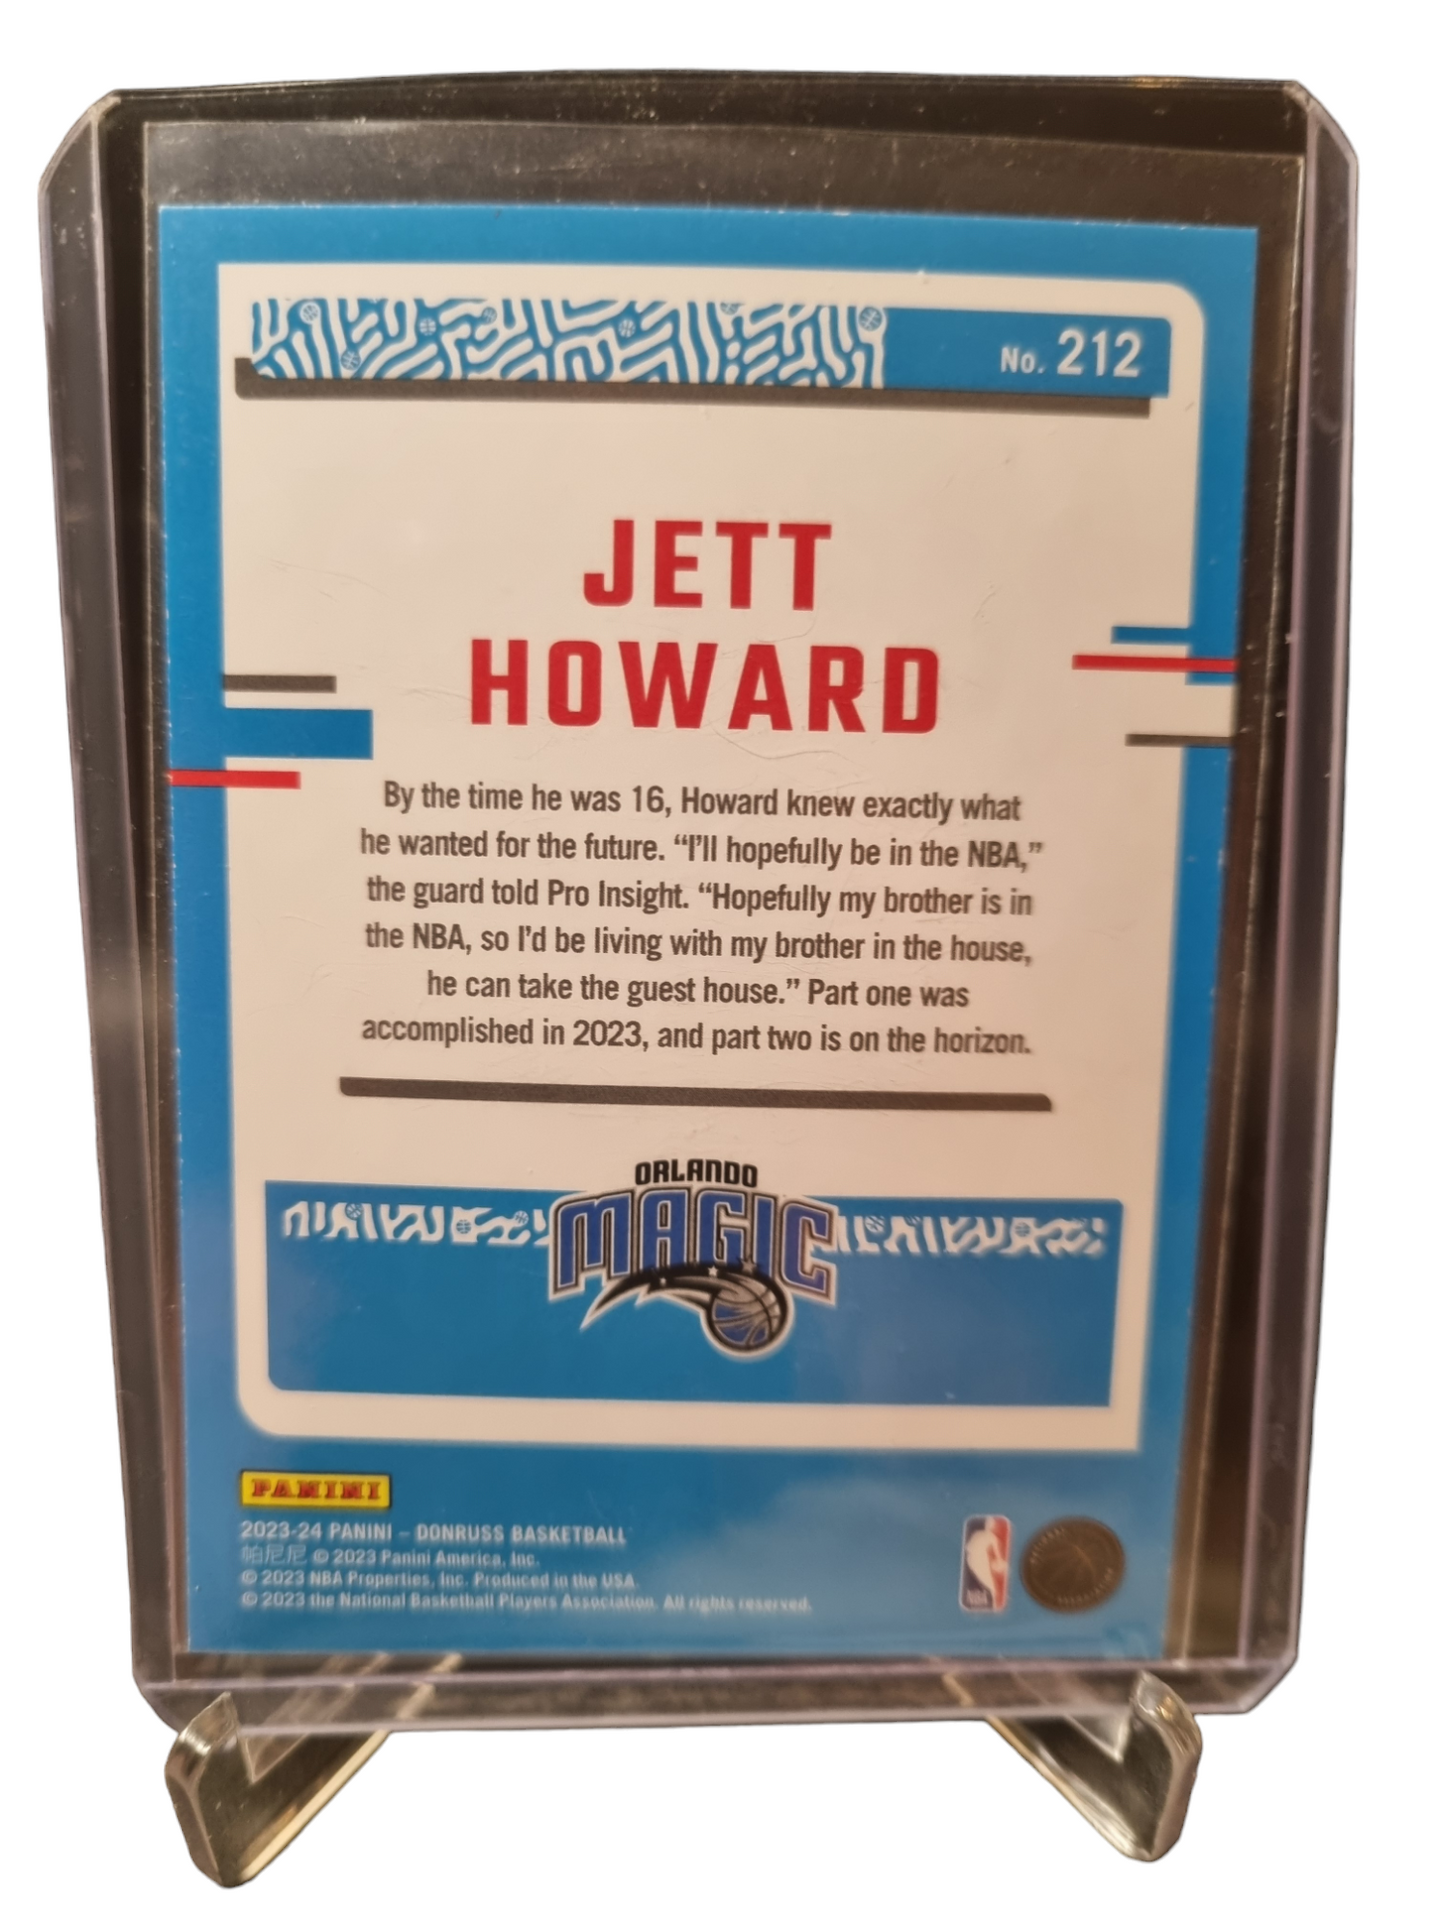 No. 212
JETT
HOWARD
By the time he was 16, Howard knew exactly what
he wanted for the future. “I’ll hopefully be in the NBA,”
the guard told Pro Insight. “Hopefully my brother is in
the NBA, so I’d be living with my brother in the house,
he can take the guest house.” Part one was
accomplished in 2023, and part two is on the horizon.
ORLANDO
MAGIC
PANINI
2023-24 PANINI – DONRUSS BASKETBALL
帕尼尼 © 2023 Panini America, Inc.
© 2023 NBA Properties, Inc. Produced in the USA.
© 2023 the National Basketball Players Association. All rights reserved.
NBA